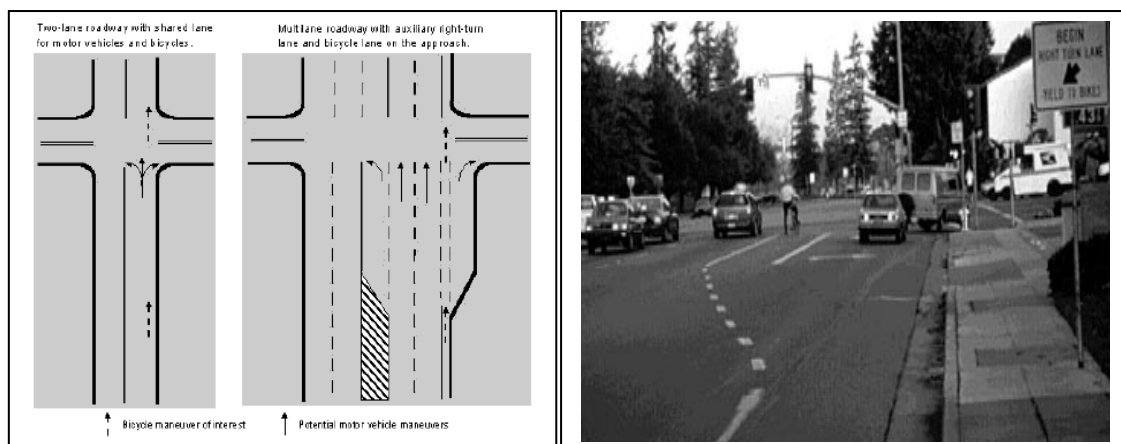 Two-lane roadway with shared lane
for motor vehicles and bicycles.
Multilane roadway with auxiliary right-turn
lane and bicycle lane on the approach.
Bicycle maneuver of interest
Potential motor vehicle maneuvers
BEGIN
RIGHT TURN LANE
YIELD TO BIKES